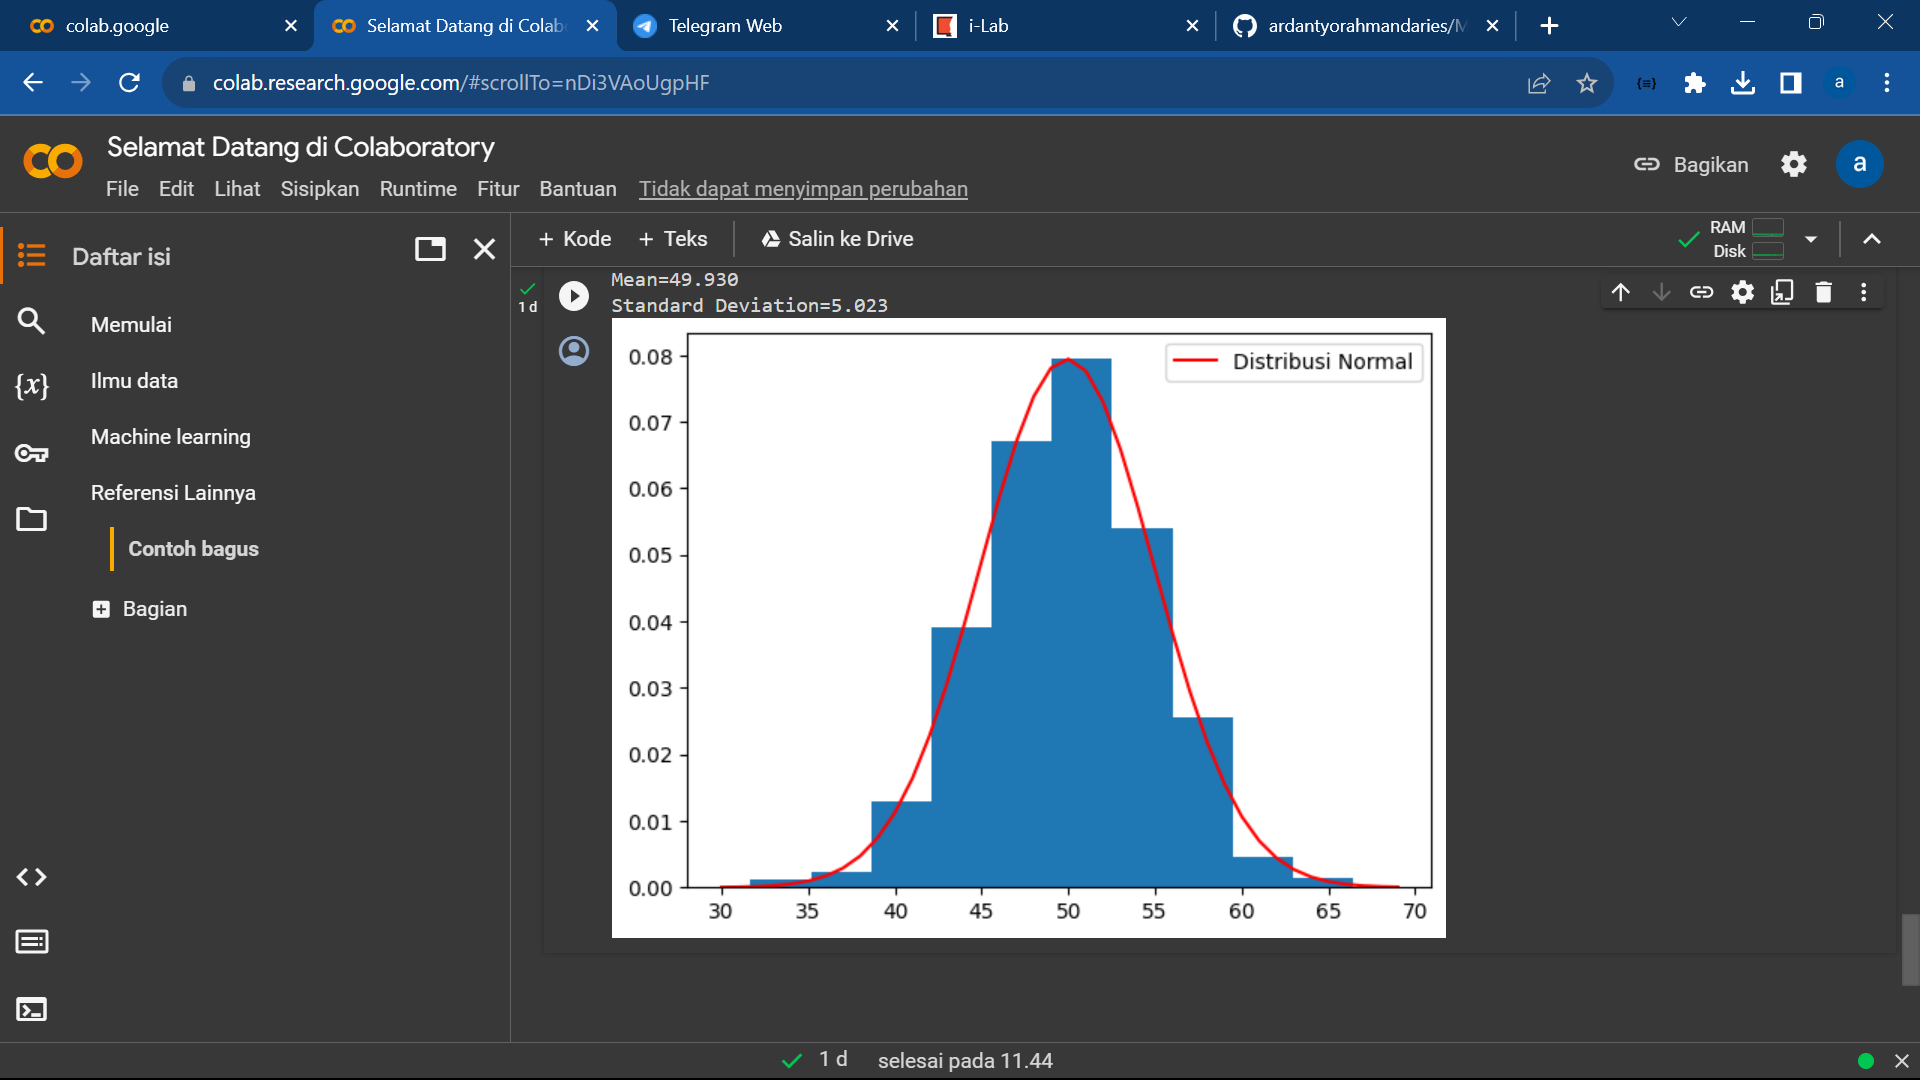 colab.google
Selamat Datang di Colab
Telegram Web
i-Lab
ardantyorahmandaries/M
colab.research.google.com/#scrollTo=nDi3VAoUgpHF
a
Selamat Datang di Colaboratory
File Edit Lihat Sisipkan Runtime Fitur Bantuan Tidak dapat menyimpan perubahan
Bagikan
a
Daftar isi
+ Kode + Teks Salin ke Drive
RAM
Disk
Memulai
Ilmu data
Machine learning
Referensi Lainnya
Contoh bagus
Bagian
{x}
1 d
Mean=49.930
Standard Deviation=5.023
Distribusi Normal
0.08
0.07
0.06
0.05
0.04
0.03
0.02
0.01
0.00
30 35 40 45 50 55 60 65 70
1 d selesai pada 11.44